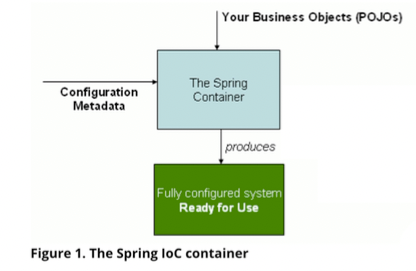 Your Business Objects (POJOs)
The Spring
Container
Configuration
Metadata
produces
Fully configured system
Ready for Use
Figure 1. The Spring IoC container